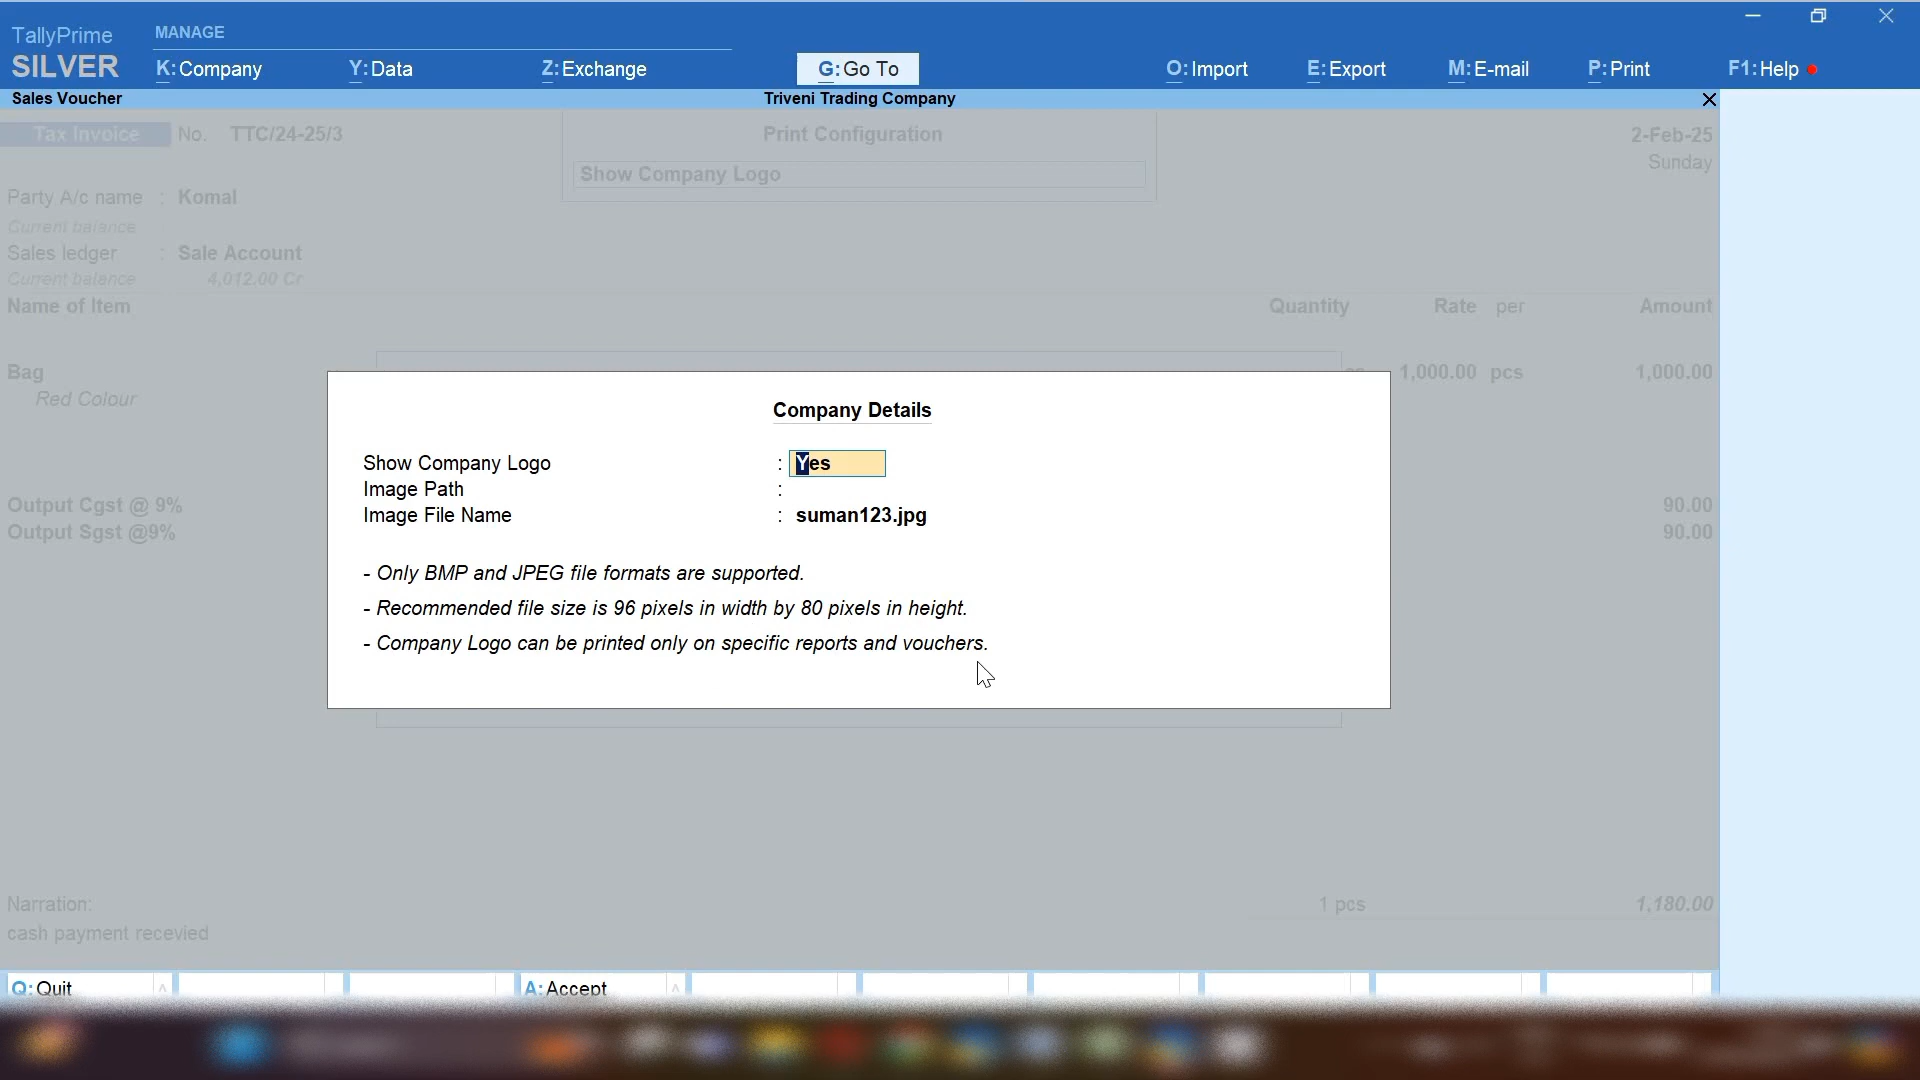 TallyPrime
SILVER
MANAGE
K:Company Y:Data Z:Exchange G:Go To O:Import E:Export M:E-mail P:Print F1:Help
Sales Voucher Triveni Trading Company
Tax Invoice No. TTC/24-25/3 Print Configuration 2-Feb-25
Show Company Logo Sunday
Party A/c name : Komal
Current balance :
Sales ledger : Sale Account
Current balance 4,012.00 Cr
Name of Item Quantity Rate per Amount
Bag 1,000.00 pcs 1,000.00
Red Colour
Company Details
Show Company Logo : Yes
Image Path :
Image File Name : suman123.jpg
Output Cgst @ 9% 90.00
Output Sgst @9% 90.00
- Only BMP and JPEG file formats are supported.
- Recommended file size is 96 pixels in width by 80 pixels in height.
- Company Logo can be printed only on specific reports and vouchers.
Narration: 1 pcs 1,180.00
cash payment recevied
Q:Quit A:Accept